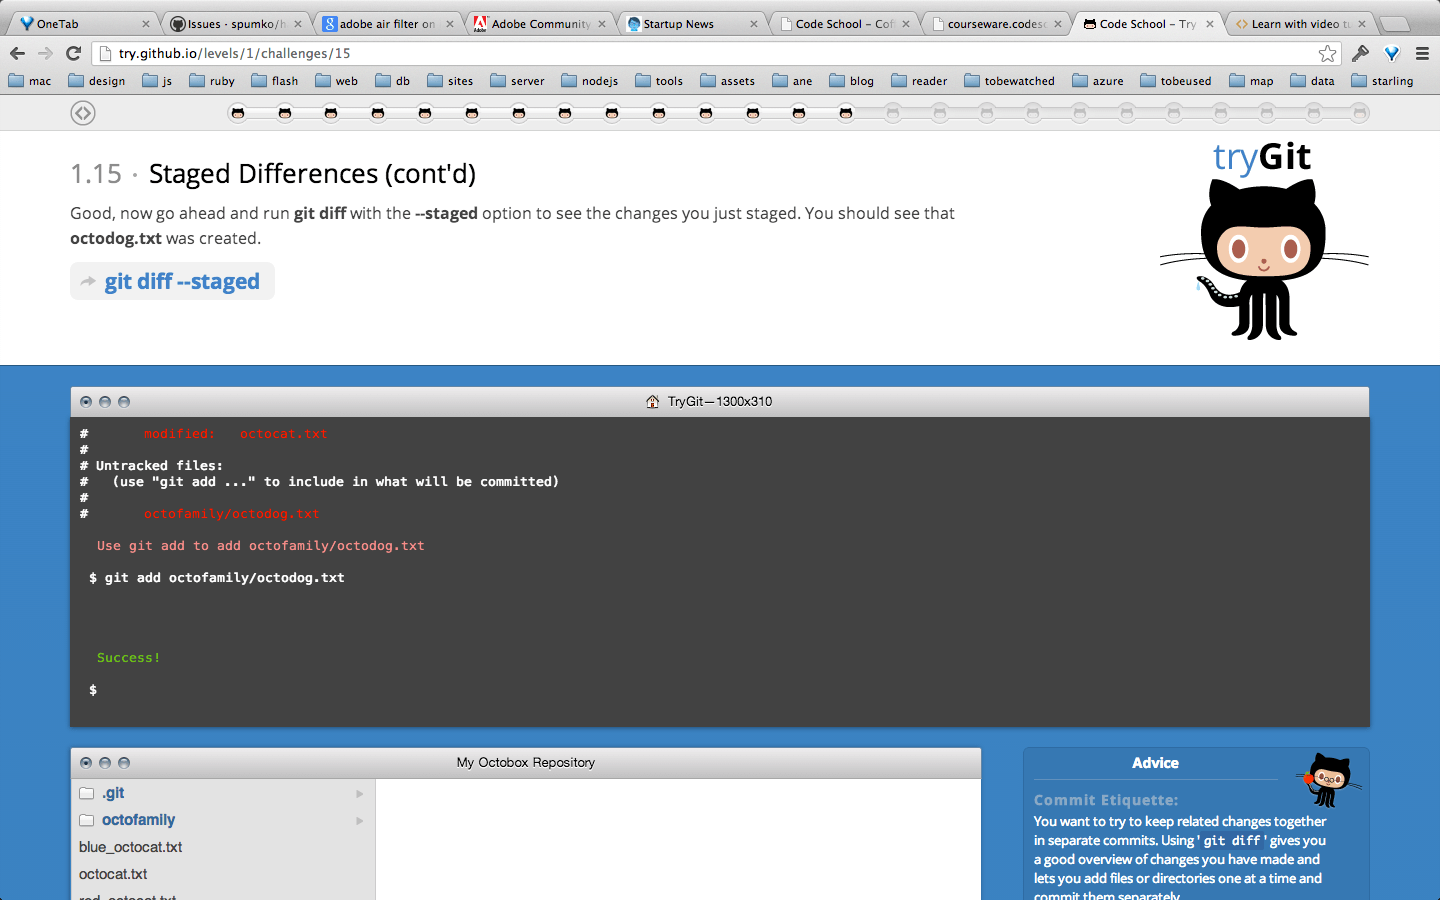 OneTab
Issues · spumko/h
adobe air filter on
Adobe Community
Startup News
Code School – Cof
courseware.codes
Code School – Try
Learn with video tu
try.github.io/levels/1/challenges/15
mac
design
js
ruby
flash
web
db
sites
server
nodejs
tools
assets
ane
blog
reader
tobewatched
azure
tobeused
map
data
starling
1.15 · Staged Differences (cont'd)
tryGit
Good, now go ahead and run git diff with the --staged option to see the changes you just staged. You should see that
octodog.txt was created.
git diff --staged
TryGit—1300x310
# modified: octocat.txt
#
# Untracked files:
# (use "git add ..." to include in what will be committed)
#
# octofamily/octodog.txt
Use git add to add octofamily/octodog.txt
$ git add octofamily/octodog.txt
Success!
$
My Octobox Repository
.git
octofamily
blue_octocat.txt
octocat.txt
red_octocat.txt
Advice
Commit Etiquette:
You want to try to keep related changes together
in separate commits. Using 'git diff' gives you
a good overview of changes you have made and
lets you add files or directories one at a time and
commit them separately.